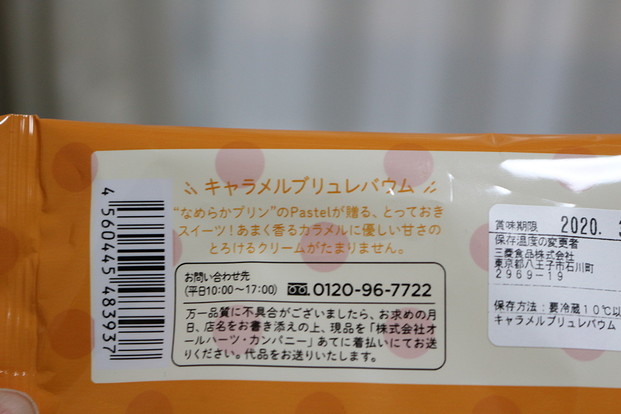 キャラメルブリュレバウム
“なめらかプリン”のPastelが贈る、とっておき
スイーツ！あまく香るカラメルに優しい甘さの
とろけるクリームがたまりません。
お問い合わせ先
(平日10:00～17:00)
0120-96-7722
万一品質に不具合がございましたら、お求めの月
日、店名をお書き添えの上、現品を「株式会社オ
ールハーツ・カンパニー」あてに着払いにてお送
りください。代品をお送りいたします。
4560445483937
賞味期限 2020.
保存温度の変更者
三菱食品株式会社
東京都八王子市石川町
2969-19
保存方法：要冷蔵10℃以
キャラメルブリュレバウム